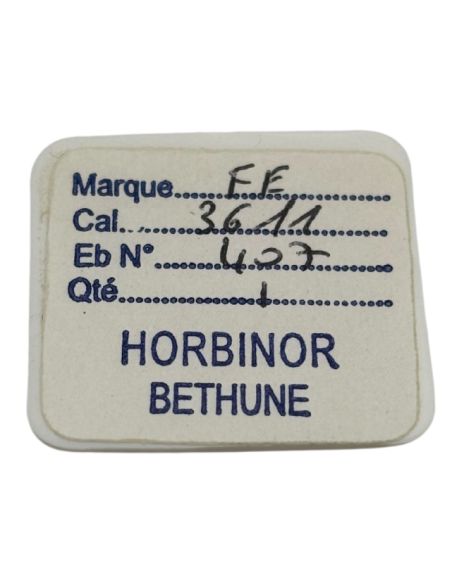 Marque FE
Cal. 3611
Eb N° 407
Qté 1
HORBINOR
BETHUNE